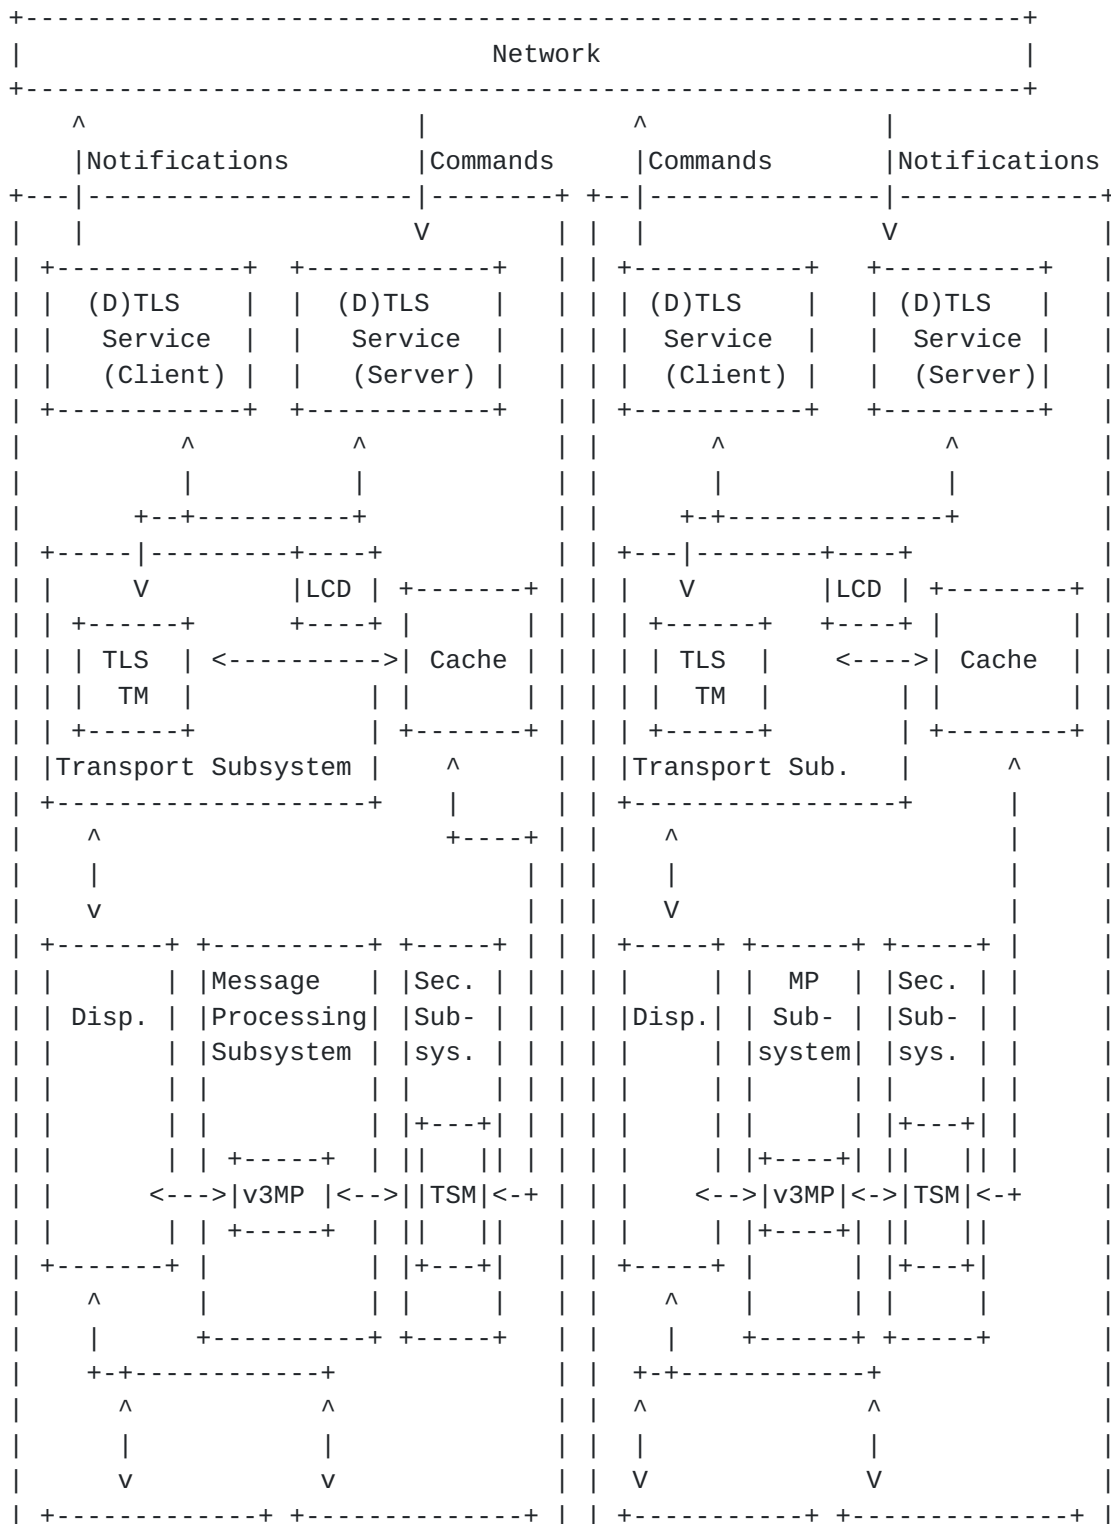 Network
Notifications Commands Commands Notifications
(D)TLS (D)TLS (D)TLS (D)TLS
Service Service Service Service
(Client) (Server) (Client) (Server)
V LCD V LCD
TLS Cache TLS Cache
TM TM
Transport Subsystem Transport Sub.
Message Sec. MP Sec.
Disp. Processing Sub- Disp. Sub- Sub-
Subsystem sys. system sys.
v3MP TSM v3MP TSM